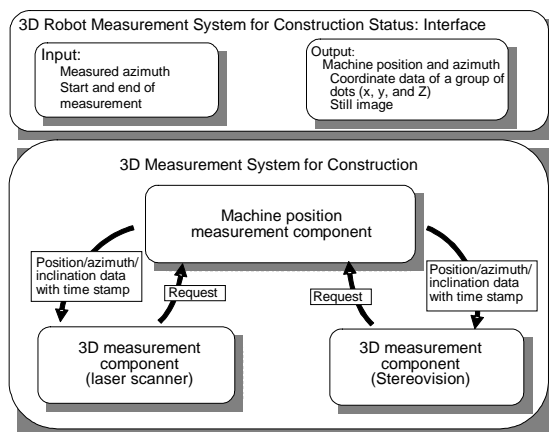 3D Robot Measurement System for Construction Status: Interface
Input:
Measured azimuth
Start and end of
measurement
Output:
Machine position and azimuth
Coordinate data of a group of
dots (x, y, and Z)
Still image
3D Measurement System for Construction
Machine position
measurement component
Position/azimuth/
inclination data
with time stamp
Request
Request
Position/azimuth/
inclination data
with time stamp
3D measurement
component
(laser scanner)
3D measurement
component
(Stereovision)